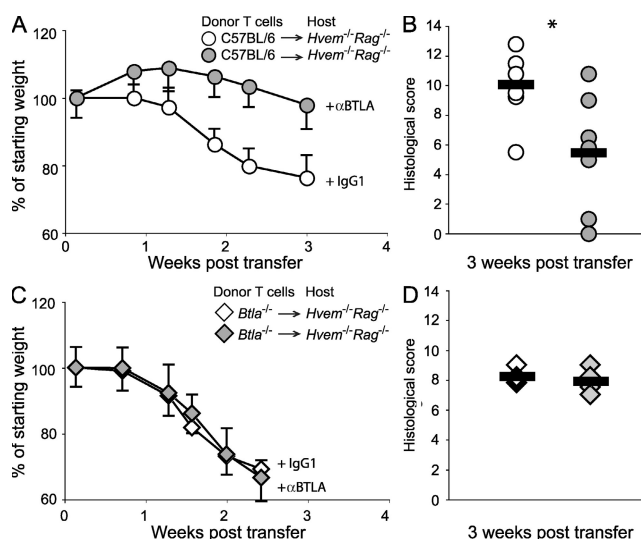 A
Donor T cells Host
C57BL/6 → Hvem-/-Rag-/-
C57BL/6 → Hvem-/-Rag-/-
% of starting weight
120
100
80
60
+αBTLA
+ IgG1
0 1 2 3 4
Weeks post transfer
B
*
Histological score
14
12
10
8
6
4
2
0
3 weeks post transfer
C
Donor T cells Host
Btla-/- → Hvem-/-Rag-/-
Btla-/- → Hvem-/-Rag-/-
% of starting weight
120
100
80
60
+ IgG1
+αBTLA
0 1 2 3 4
Weeks post transfer
D
Histological score
14
12
10
8
6
4
2
0
3 weeks post transfer